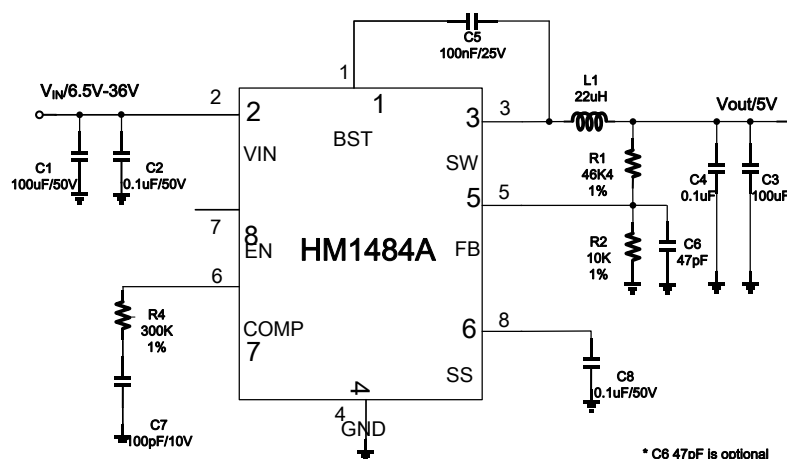 C5
100nF/25V
1
VIN/6.5V-36V
2
2
1
3
3
L1
22uH
Vout/5V
BST
VIN
SW
C1
100uF/50V
C2
0.1uF/50V
R1
46K4
1%
C4
0.1uF
C3
100uF
5
5
7
8
EN
HM1484A
FB
R2
10K
1%
C6
47pF
6
R4
300K
1%
COMP
7
6
8
SS
C8
0.1uF/50V
4
4
GND
C7
100pF/10V
* C6 47pF is optional